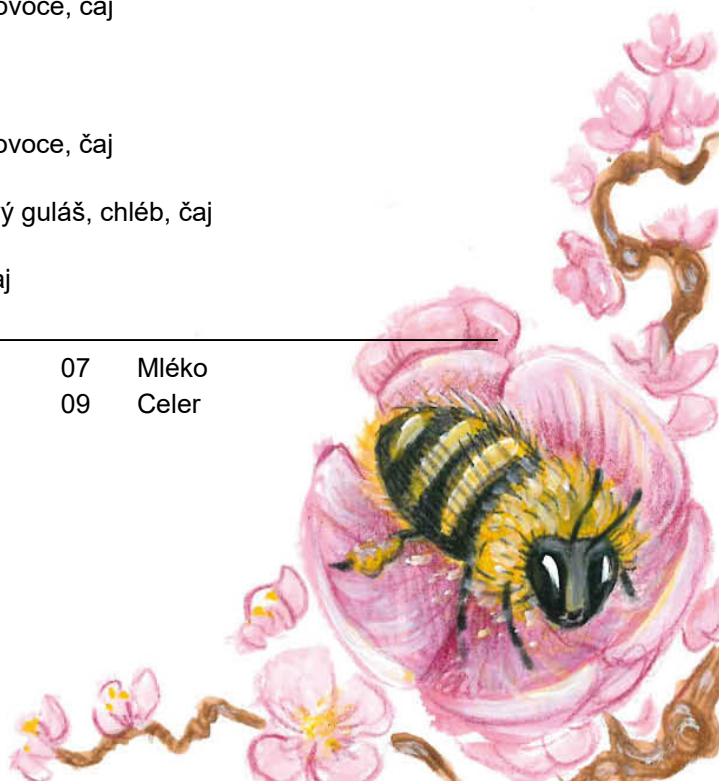 ovoce, čaj
ovoce, čaj
ý guláš, chléb, čaj
aj
07 Mléko
09 Celer